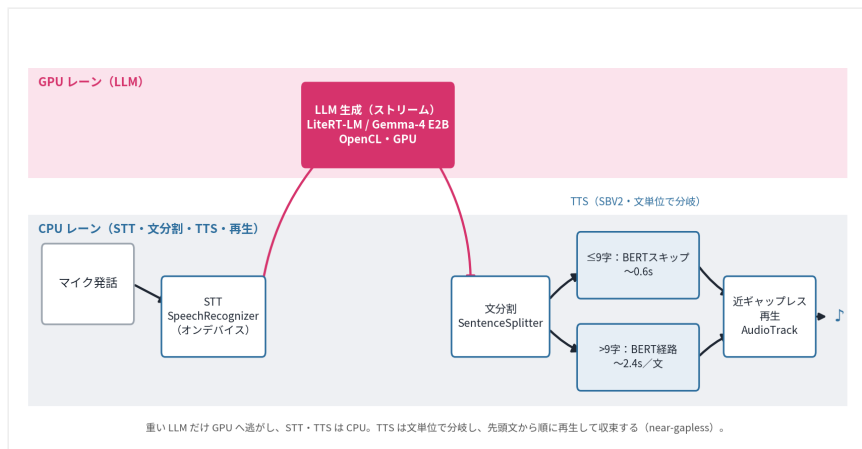 GPU レーン（LLM）
LLM 生成（ストリーム）
LiteRT-LM / Gemma-4 E2B
OpenCL・GPU
TTS（SBV2・文単位で分岐）
CPU レーン（STT・文分割・TTS・再生）
マイク発話
STT
SpeechRecognizer
（オンデバイス）
文分割
SentenceSplitter
≤9字：BERTスキップ
〜0.6s
>9字：BERT経路
〜2.4s／文
近ギャップレス
再生
AudioTrack
♪
重い LLM だけ GPU へ逃がし、STT・TTS は CPU。TTS は文単位で分岐し、先頭文から順に再生して収束する（near-gapless）。